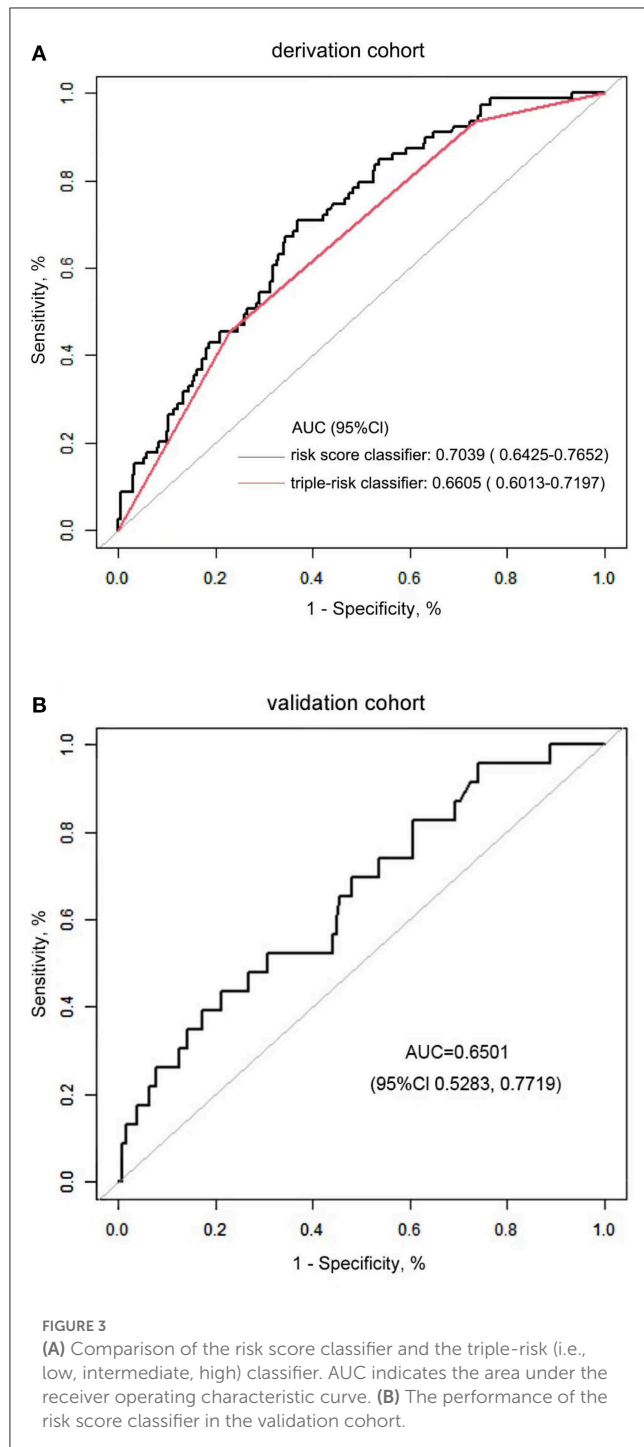 A
derivation cohort
1.0
0.8
0.6
0.4
0.2
0.0
Sensitivity, %
AUC (95%CI)
risk score classifier: 0.7039 ( 0.6425-0.7652)
triple-risk classifier: 0.6605 ( 0.6013-0.7197)
0.0 0.2 0.4 0.6 0.8 1.0
1 - Specificity, %
B
validation cohort
1.0
0.8
0.6
0.4
0.2
0.0
Sensitivity, %
AUC=0.6501
(95%CI 0.5283, 0.7719)
0.0 0.2 0.4 0.6 0.8 1.0
1 - Specificity, %
FIGURE 3
(A) Comparison of the risk score classifier and the triple-risk (i.e.,
low, intermediate, high) classifier. AUC indicates the area under the
receiver operating characteristic curve. (B) The performance of the
risk score classifier in the validation cohort.